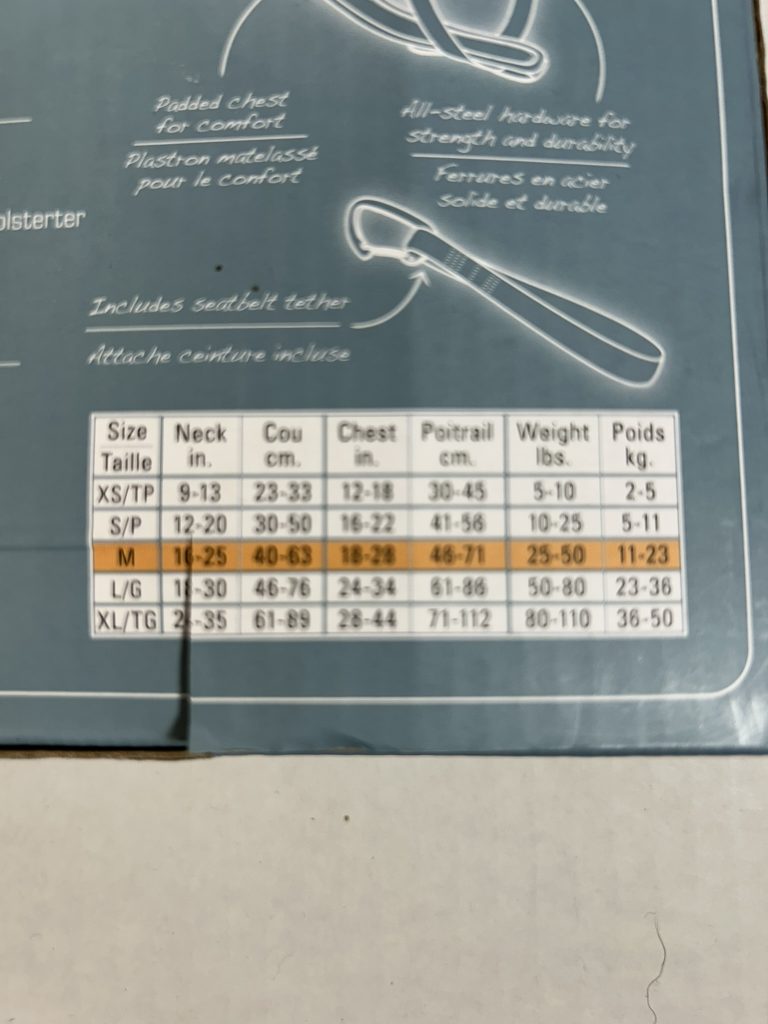 Padded chest
for comfort
Plastron matelassé
pour le confort
All-steel hardware for
strength and durability
Ferrures en acier
solide et durable
olsterter
Includes seatbelt tether
Attache ceinture incluse
Size Taille Neck in. Cou cm. Chest in. Poitrail cm. Weight lbs. Poids kg.
XS/TP 9-13 23-33 12-18 30-45 5-10 2-5
S/P 12-20 30-50 16-22 41-56 10-25 5-11
M 16-25 40-63 18-28 46-71 25-50 11-23
L/G 18-30 46-76 24-34 61-86 50-80 23-36
XL/TG 61-89 28-44 71-112 80-110 36-50